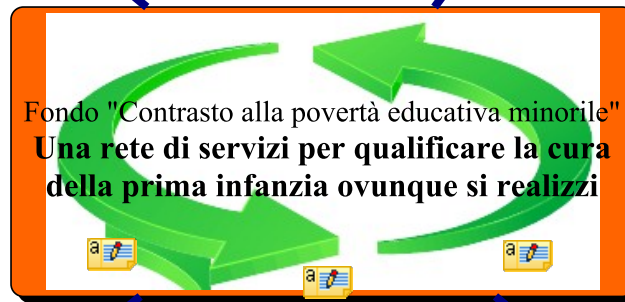 Fondo "Contrasto alla povertà educativa minorile"
Una rete di servizi per qualificare la cura
della prima infanzia ovunque si realizzi
a
a
a